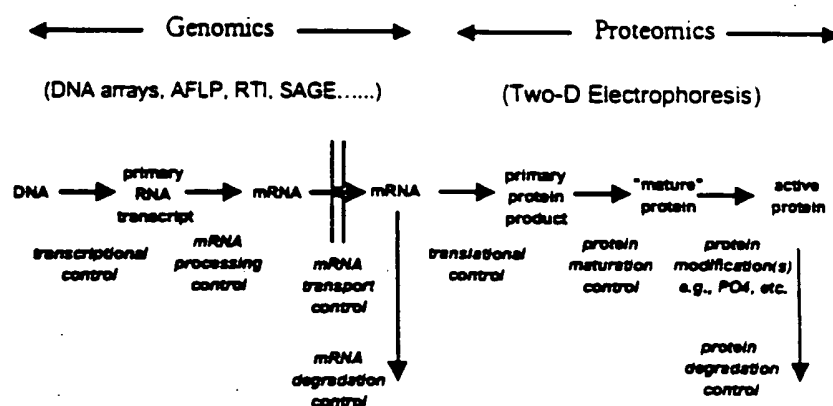 Genomics
Proteomics
(DNA arrays, AFLP, RTI, SAGE......)
(Two-D Electrophoresis)
DNA
primary
RNA
transcript
mRNA
mRNA
primary
protein
product
"mature"
protein
active
protein
transcriptional
control
mRNA
processing
control
mRNA
transport
control
translational
control
protein
maturation
control
protein
modification(s)
e.g., PO4, etc.
mRNA
degradation
control
protein
degradation
control